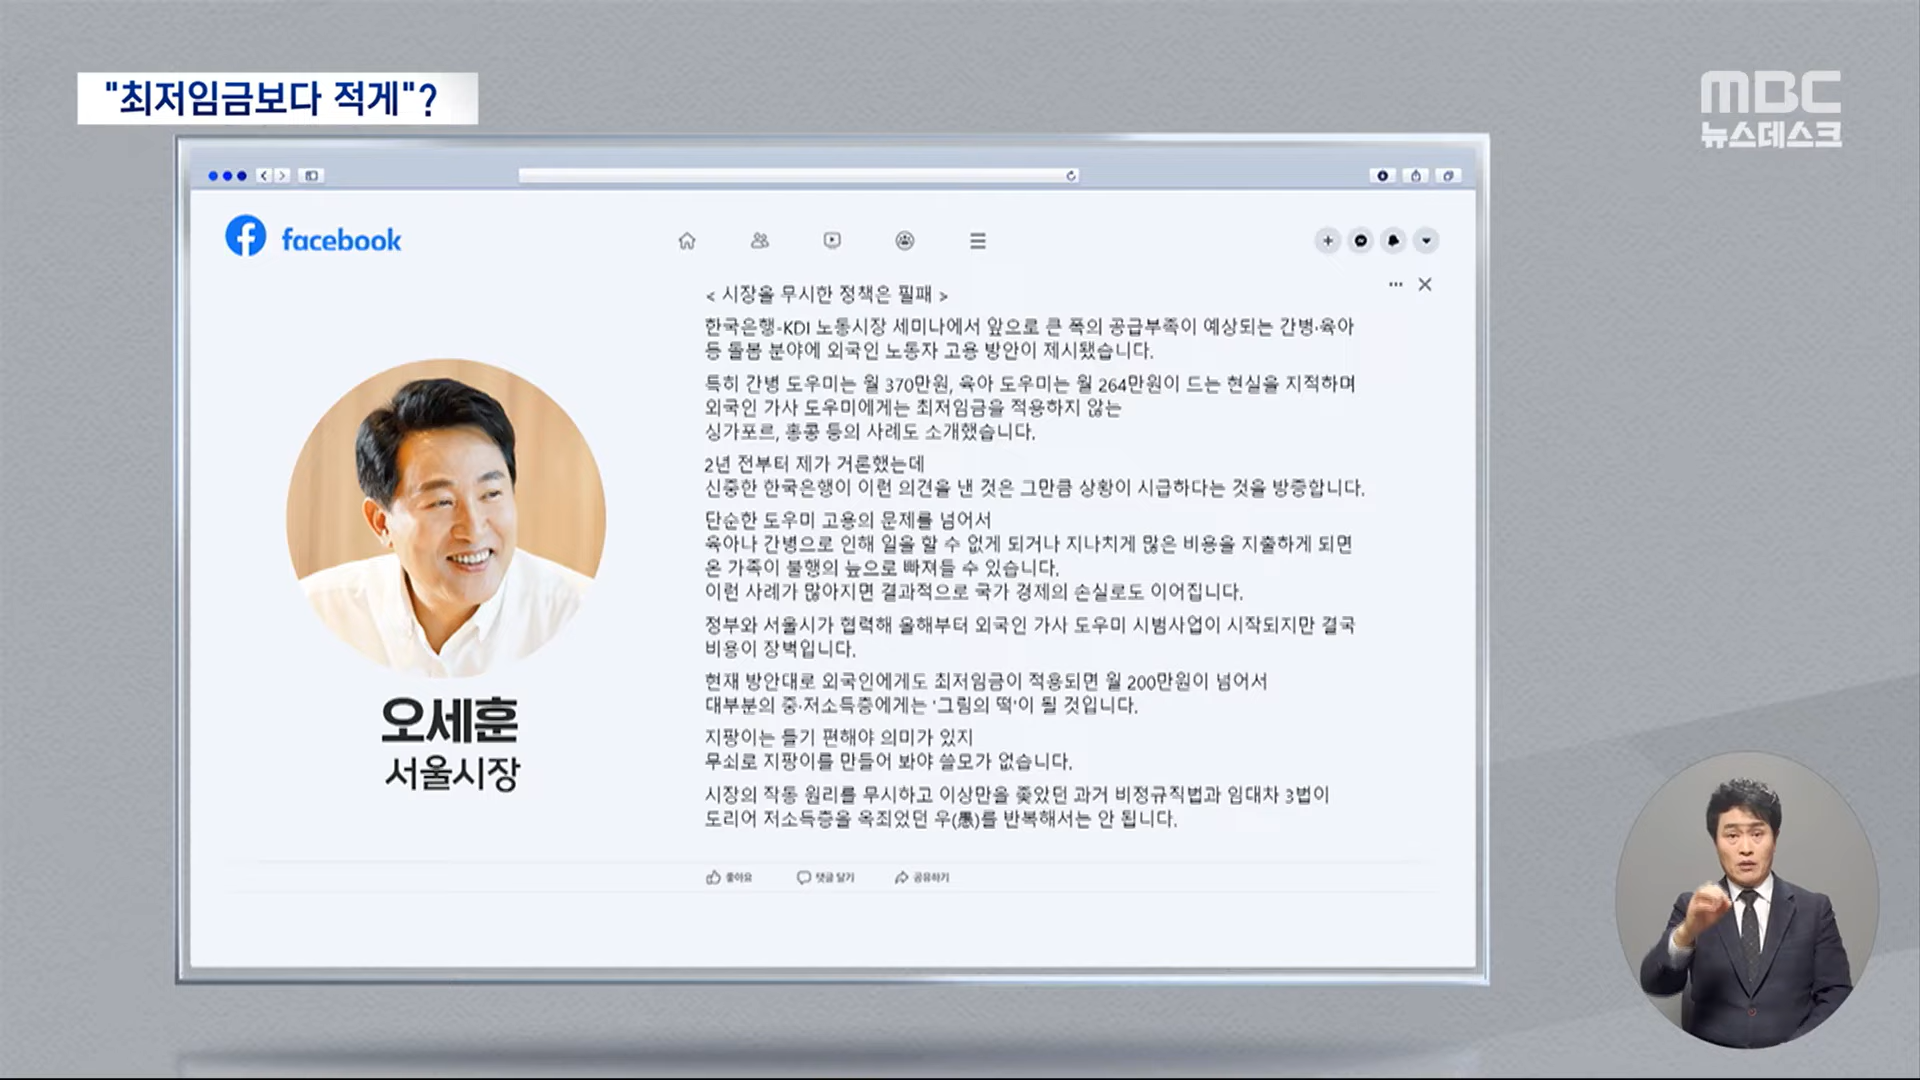 "최저임금보다 적게"?
MBC
뉴스데스크
facebook
< 시장을 무시한 정책은 필패 >
한국은행-KDI 노동시장 세미나에서 앞으로 큰 폭의 공급부족이 예상되는 간병·육아
등 돌봄 분야에 외국인 노동자 고용 방안이 제시됐습니다.
특히 간병 도우미는 월 370만원, 육아 도우미는 월 264만원이 드는 현실을 지적하며
외국인 가사 도우미에게는 최저임금을 적용하지 않는
싱가포르, 홍콩 등의 사례도 소개했습니다.
2년 전부터 제가 거론했는데
신중한 한국은행이 이런 의견을 낸 것은 그만큼 상황이 시급하다는 것을 방증합니다.
단순한 도우미 고용의 문제를 넘어서
육아나 간병으로 인해 일을 할 수 없게 되거나 지나치게 많은 비용을 지출하게 되면
온 가족이 불행의 늪으로 빠져들 수 있습니다.
이런 사례가 많아지면 결과적으로 국가 경제의 손실로도 이어집니다.
정부와 서울시가 협력해 올해부터 외국인 가사 도우미 시범사업이 시작되지만 결국
비용이 장벽입니다.
현재 방안대로 외국인에게도 최저임금이 적용되면 월 200만원이 넘어서
대부분의 중·저소득층에게는 '그림의 떡'이 될 것입니다.
지팡이는 들기 편해야 의미가 있지
무쇠로 지팡이를 만들어 봐야 쓸모가 없습니다.
시장의 작동 원리를 무시하고 이상만을 좇았던 과거 비정규직법과 임대차 3법이
도리어 저소득층을 옥죄었던 우(愚)를 반복해서는 안 됩니다.
오세훈
서울시장
좋아요 댓글 달기 공유하기